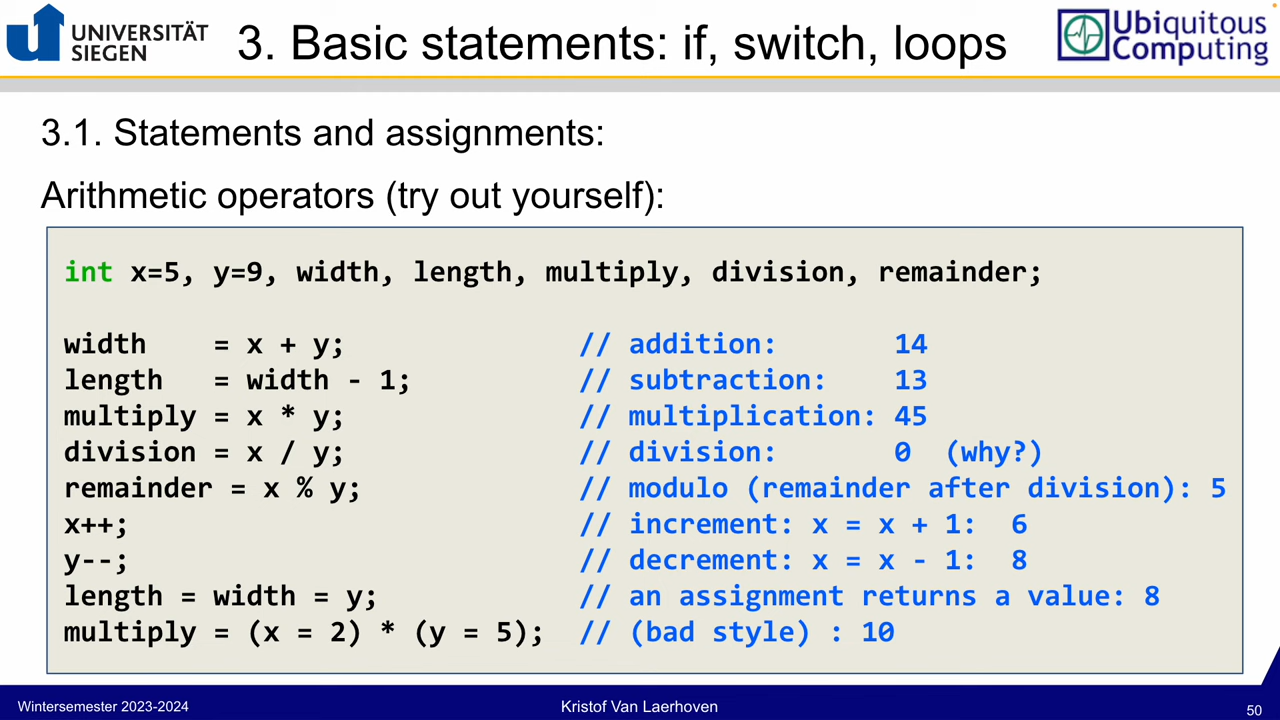 UNIVERSITÄT
SIEGEN
3. Basic statements: if, switch, loops
Ubiquitous
Computing
3.1. Statements and assignments:
Arithmetic operators (try out yourself):
int x=5, y=9, width, length, multiply, division, remainder;
width    = x + y;               // addition:       14
length   = width - 1;           // subtraction:    13
multiply = x * y;               // multiplication: 45
division = x / y;               // division:       0  (why?)
remainder = x % y;              // modulo (remainder after division): 5
x++;                            // increment: x = x + 1:  6
y--;                            // decrement: x = x - 1:  8
length = width = y;             // an assignment returns a value: 8
multiply = (x = 2) * (y = 5);   // (bad style) : 10
Wintersemester 2023-2024
Kristof Van Laerhoven
50